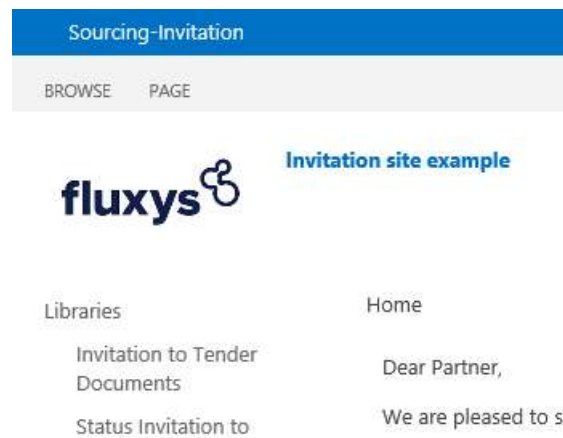 Sourcing-Invitation
BROWSE PAGE
Invitation site example
fluxys
Libraries
Home
Invitation to Tender
Documents
Dear Partner,
Status Invitation to
We are pleased to s